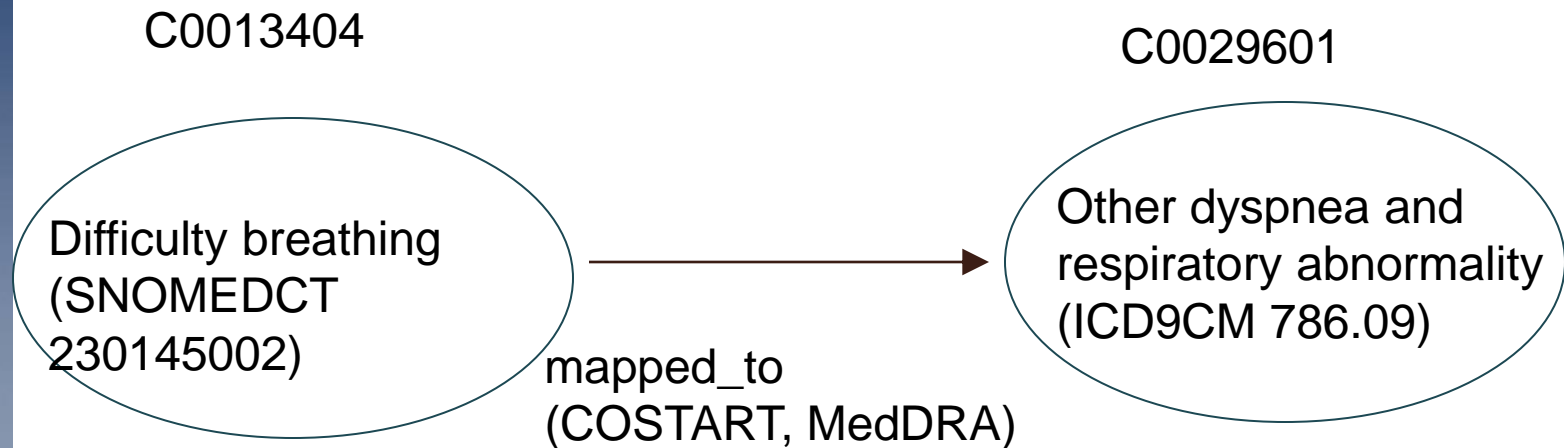 C0013404
C0029601
Difficulty breathing
(SNOMEDCT
230145002)
mapped_to
(COSTART, MedDRA)
Other dyspnea and
respiratory abnormality
(ICD9CM 786.09)